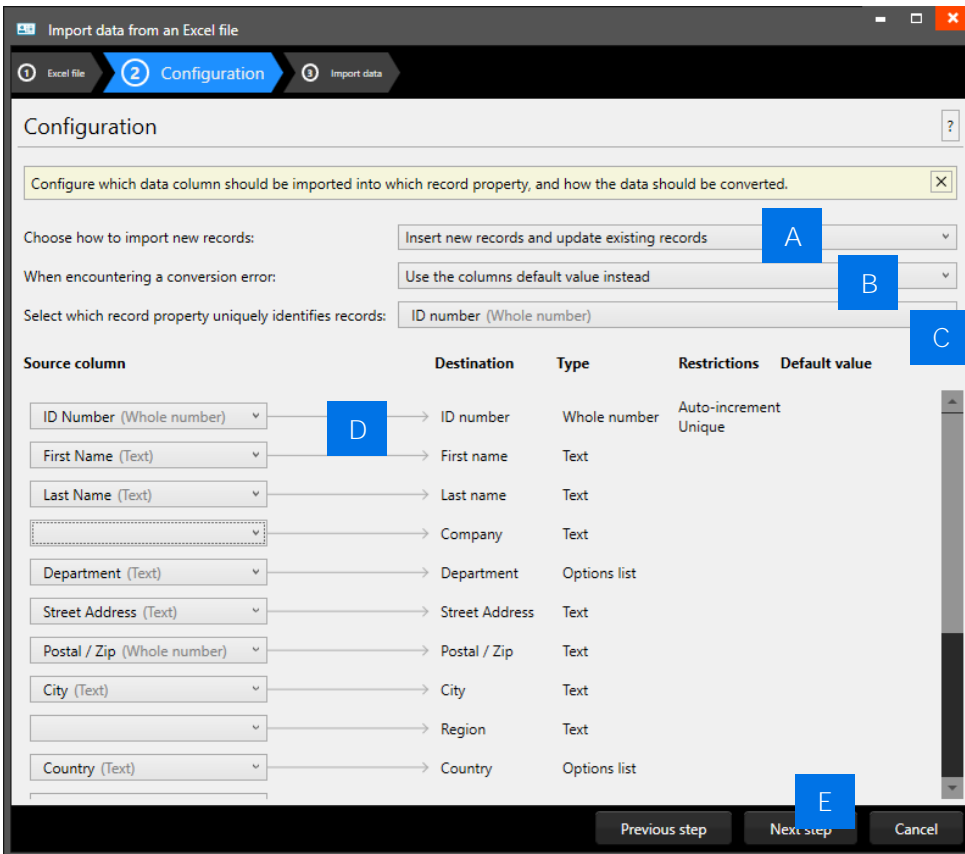 Import data from an Excel file
1 Excel file 2 Configuration 3 Import data
Configuration ?
Configure which data column should be imported into which record property, and how the data should be converted.
Choose how to import new records: Insert new records and update existing records A
When encountering a conversion error: Use the columns default value instead B
Select which record property uniquely identifies records: ID number (Whole number) C
Source column Destination Type Restrictions Default value
ID Number (Whole number) D ID number Whole number Auto-increment
Unique
First Name (Text) First name Text
Last Name (Text) Last name Text
Company Text
Department (Text) Department Options list
Street Address (Text) Street Address Text
Postal / Zip (Whole number) Postal / Zip Text
City (Text) City Text
Region Text
Country (Text) Country Options list
E
Previous step Next step Cancel